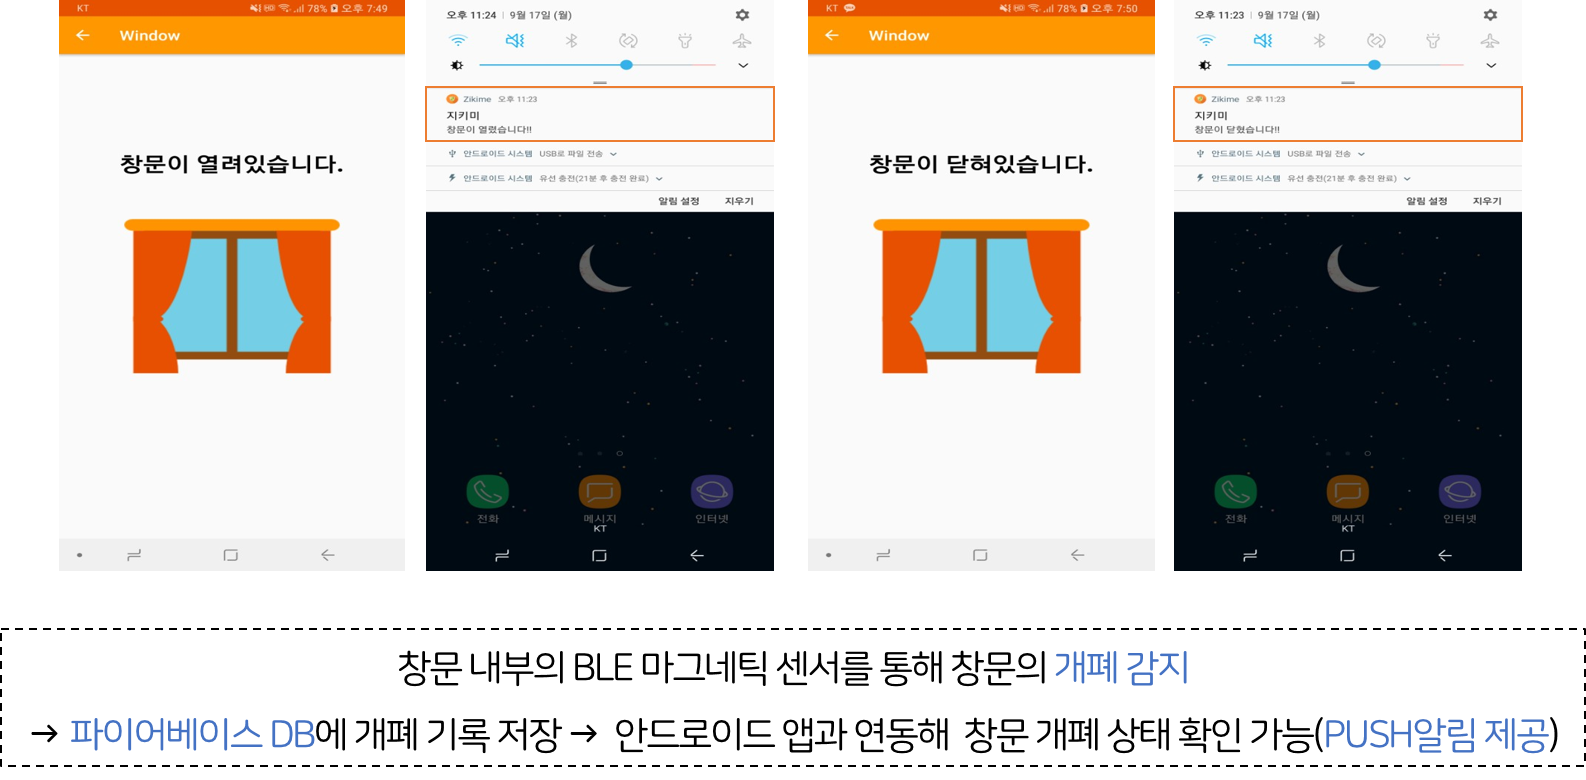 KT 78% 오후 7:49
Window
창문이 열려있습니다.
오후 11:24 | 9월 17일 (월)
Zikime 오후 11:23
지키미
창문이 열렸습니다!!
안드로이드 시스템 USB로 파일 전송
안드로이드 시스템 유선 충전(21분 후 충전 완료)
알림 설정 지우기
전화 메시지 인터넷
KT
KT 78% 오후 7:50
Window
창문이 닫혀있습니다.
오후 11:23 | 9월 17일 (월)
Zikime 오후 11:23
지키미
창문이 닫혔습니다!!
안드로이드 시스템 USB로 파일 전송
안드로이드 시스템 유선 충전(21분 후 충전 완료)
알림 설정 지우기
전화 메시지 인터넷
KT
창문 내부의 BLE 마그네틱 센서를 통해 창문의 개폐 감지
→ 파이어베이스 DB에 개폐 기록 저장 → 안드로이드 앱과 연동해 창문 개폐 상태 확인 가능(PUSH알림 제공)